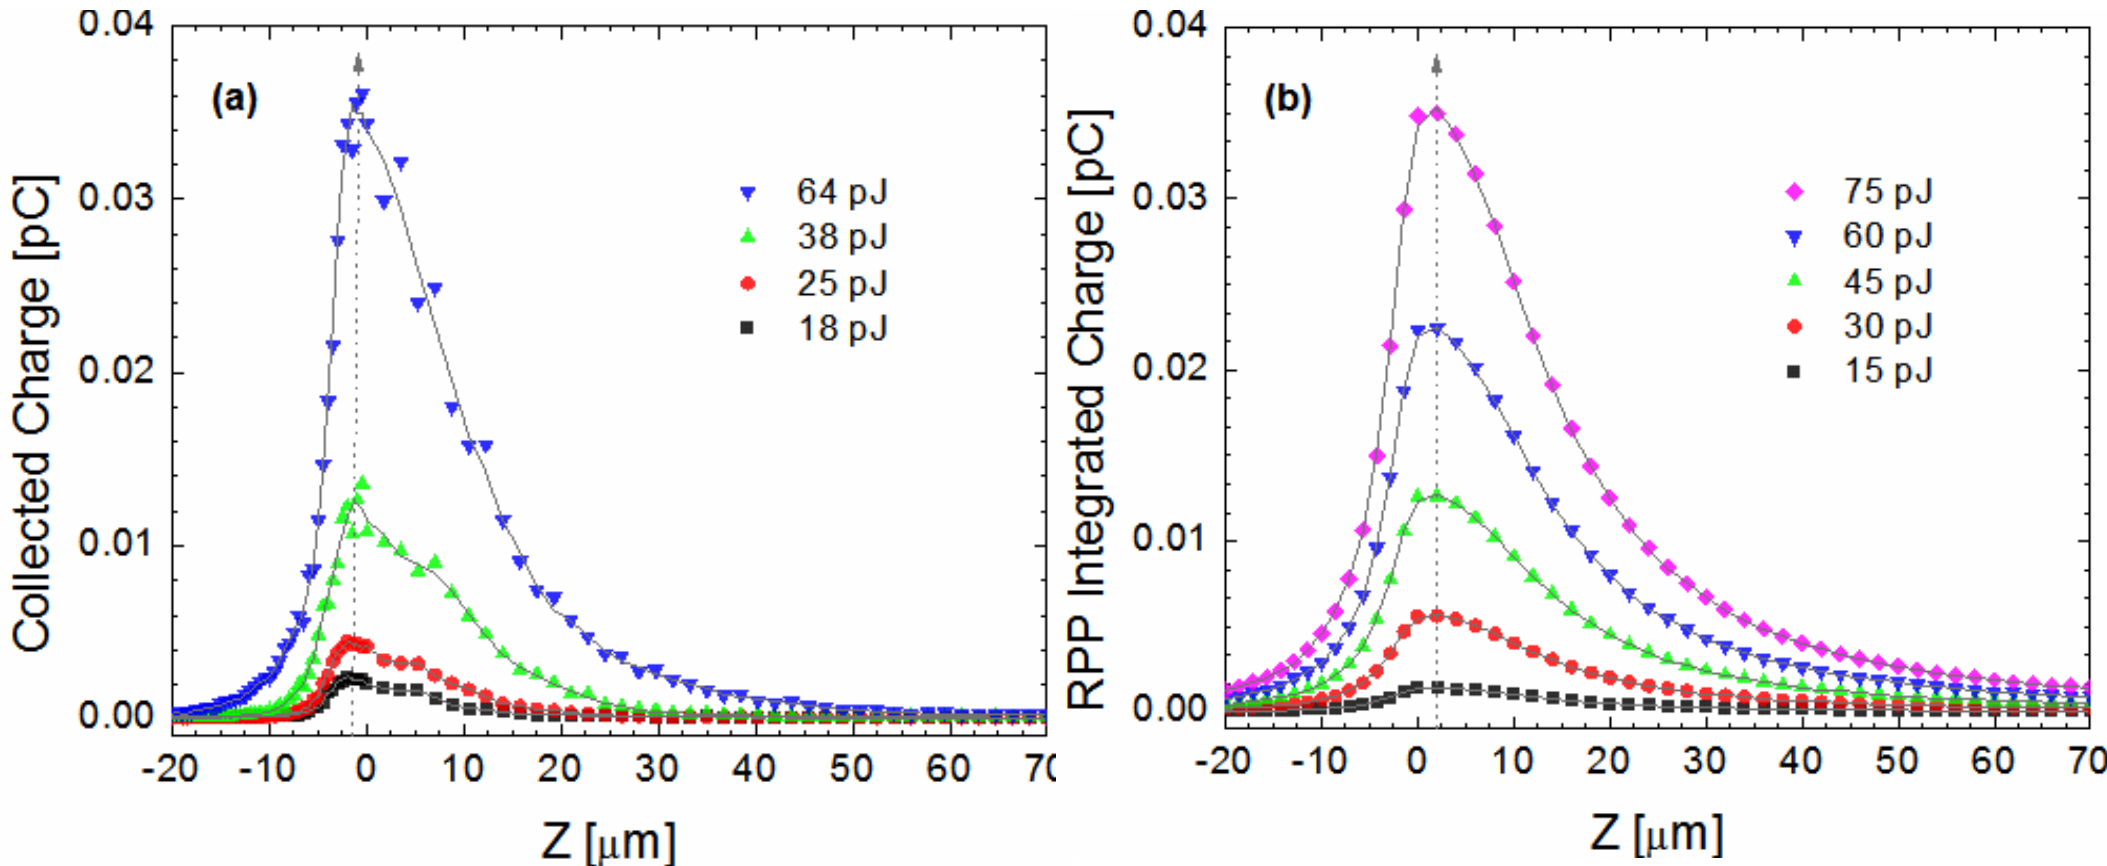 (a)
Collected Charge [pC]
0.04
0.03
0.02
0.01
0.00
64 pJ
38 pJ
25 pJ
18 pJ
-20 -10 0 10 20 30 40 50 60 70
Z [μm]
(b)
RPP Integrated Charge [pC]
0.04
0.03
0.02
0.01
0.00
75 pJ
60 pJ
45 pJ
30 pJ
15 pJ
-20 -10 0 10 20 30 40 50 60 70
Z [μm]